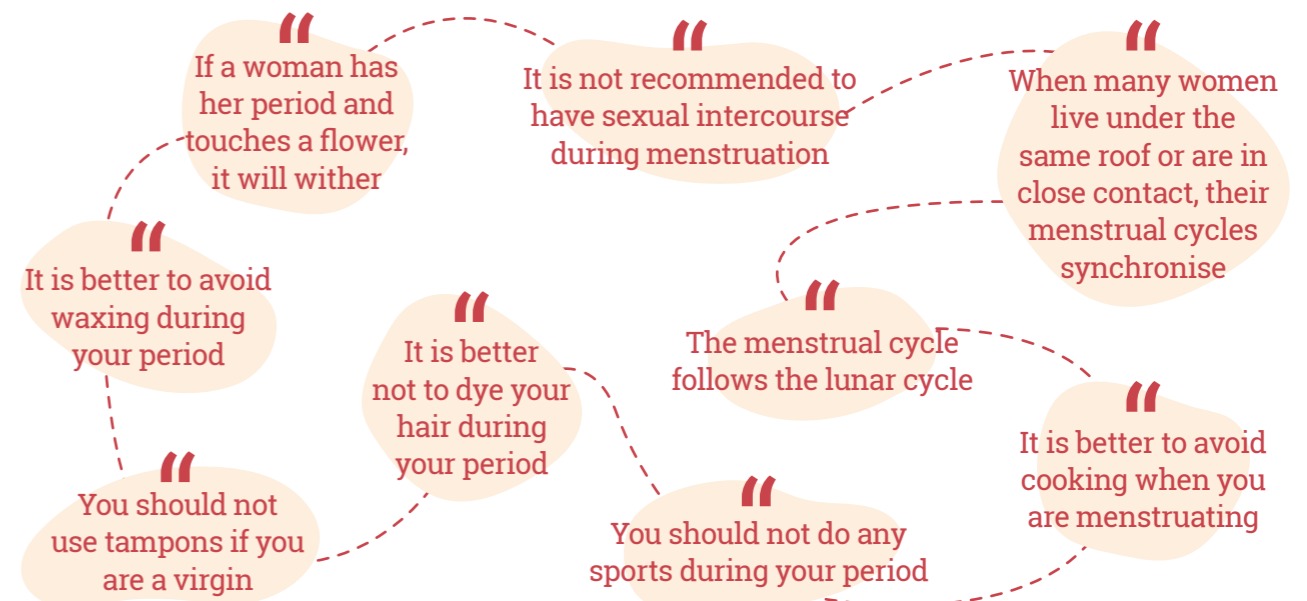 “
If a woman has
her period and
touches a flower,
it will wither
“
It is not recommended to
have sexual intercourse
during menstruation
“
When many women
live under the
same roof or are in
close contact, their
menstrual cycles
synchronise
“
It is better to avoid
waxing during
your period
“
It is better
not to dye your
hair during
your period
“
The menstrual cycle
follows the lunar cycle
“
It is better to avoid
cooking when you
are menstruating
“
You should not
use tampons if you
are a virgin
“
You should not do any
sports during your period